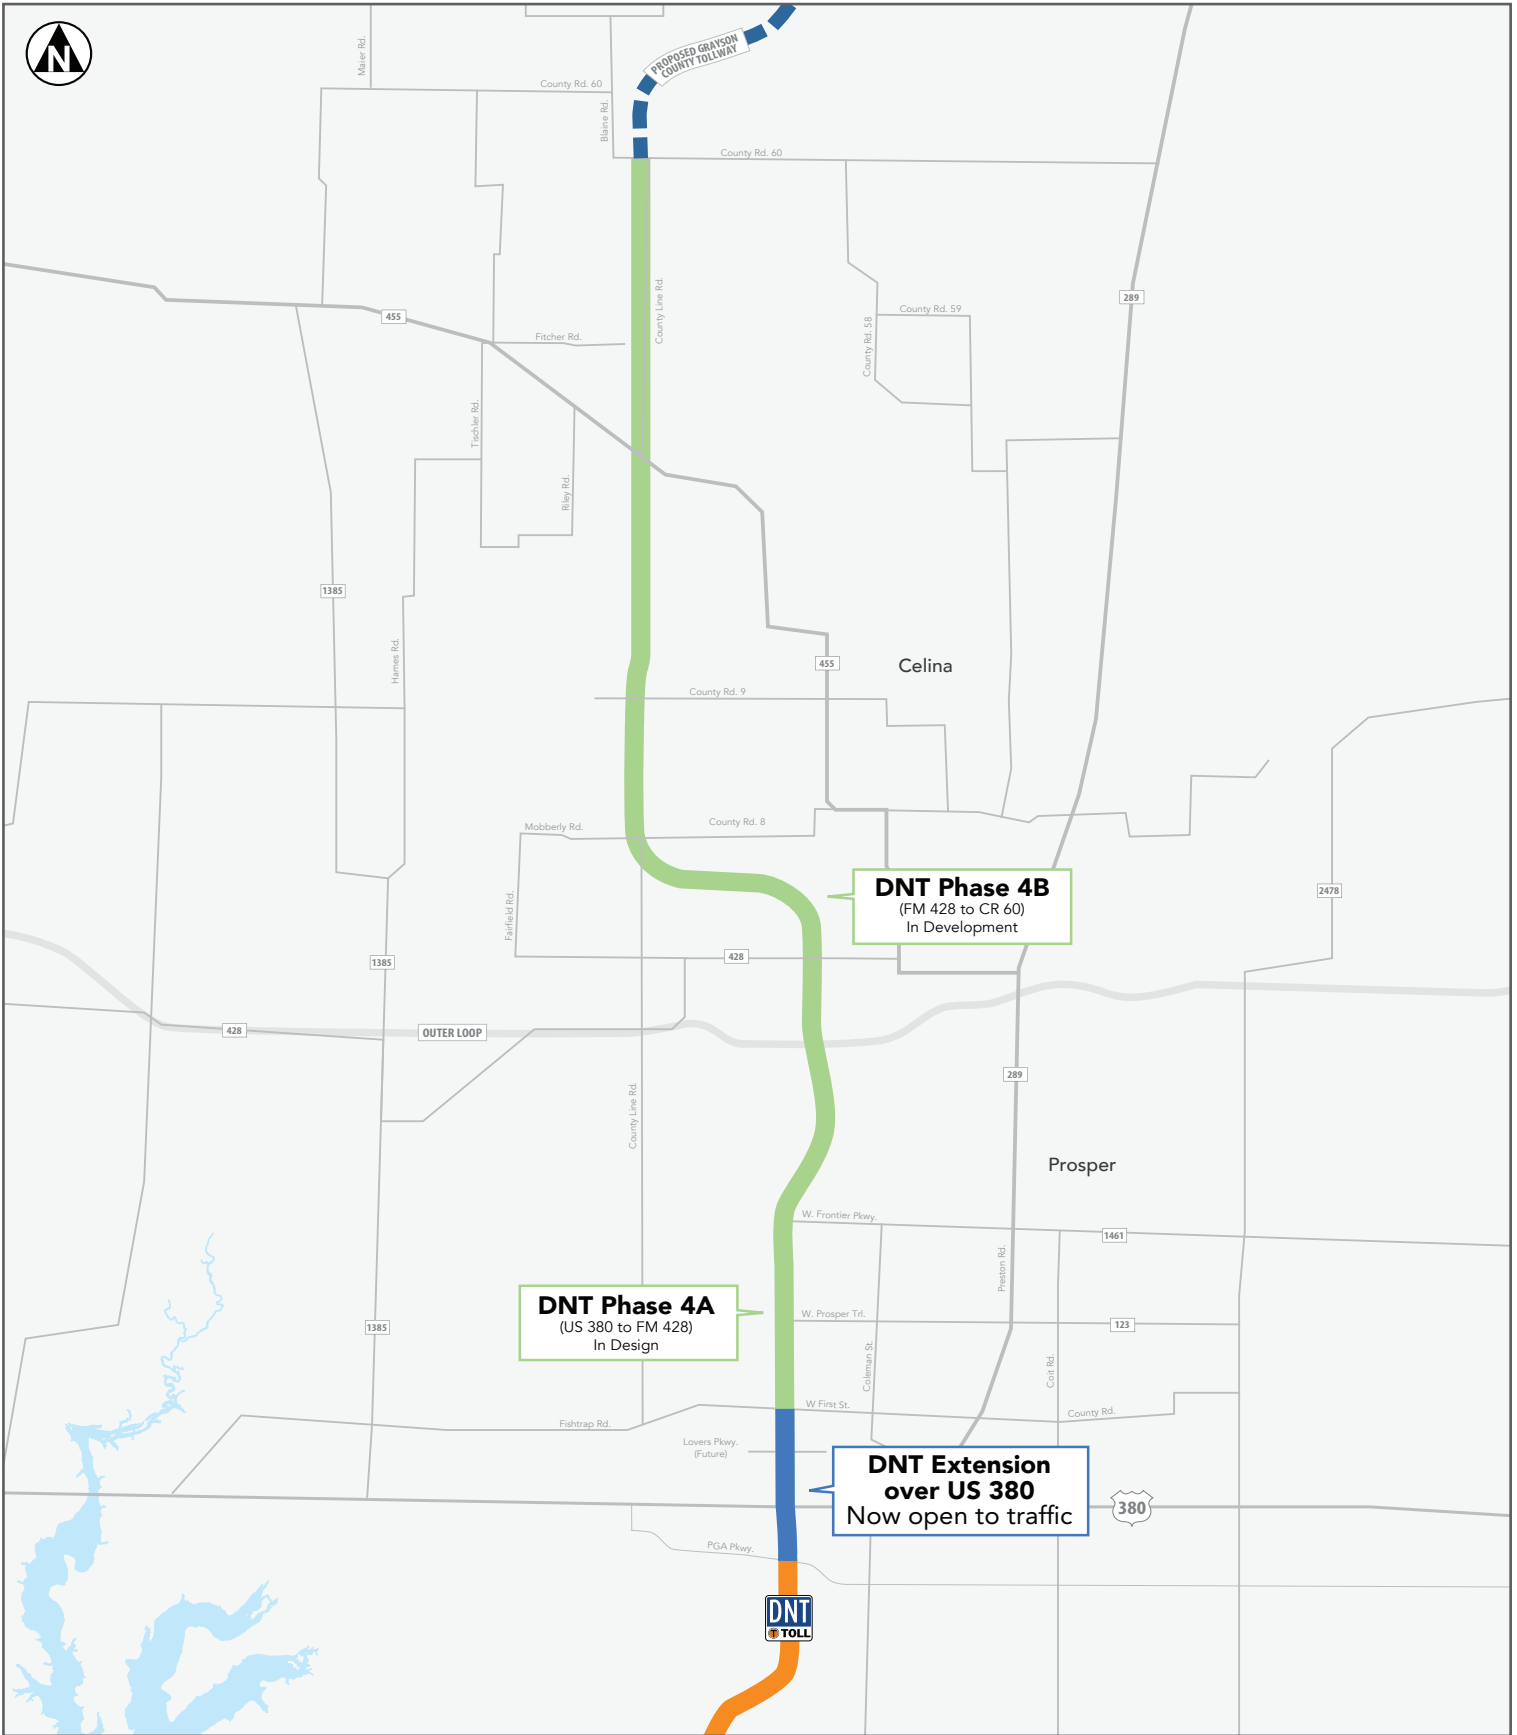 N
PROPOSED GRAYSON
COUNTY TOLLWAY
Maier Rd.
County Rd. 60
Blaine Rd.
County Rd. 60
455
Fitcher Rd.
County Line Rd.
289
County Rd. 59
County Rd. 58
Tischler Rd.
Riley Rd.
1385
Hames Rd.
455
Celina
County Rd. 9
Mobberly Rd.
County Rd. 8
DNT Phase 4B
(FM 428 to CR 60)
In Development
2478
Fairfield Rd.
428
1385
428
OUTER LOOP
289
County Line Rd.
Prosper
W. Frontier Pkwy.
1461
Preston Rd.
DNT Phase 4A
(US 380 to FM 428)
In Design
W. Prosper Trl.
123
1385
Coleman St.
Coit Rd.
W First St.
County Rd.
Fishtrap Rd.
Lovers Pkwy.
(Future)
DNT Extension
over US 380
Now open to traffic
380
PGA Pkwy.
DNT
TOLL